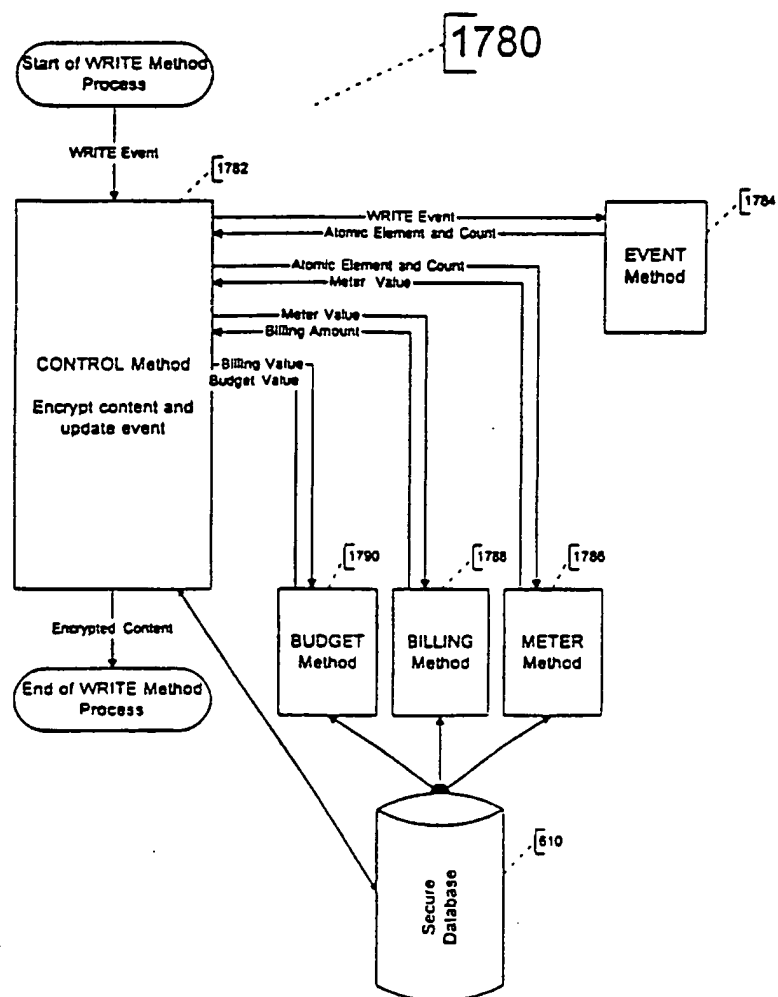 1780
Start of WRITE Method
Process
WRITE Event
1782
1784
WRITE Event
Atomic Element and Count
EVENT
Method
Atomic Element and Count
Meter Value
Meter Value
Billing Amount
CONTROL Method
Billing Value
Budget Value
Encrypt content and
update event
1790
1788
1786
Encrypted Content
BUDGET
Method
BILLING
Method
METER
Method
End of WRITE Method
Process
610
Secure
Database